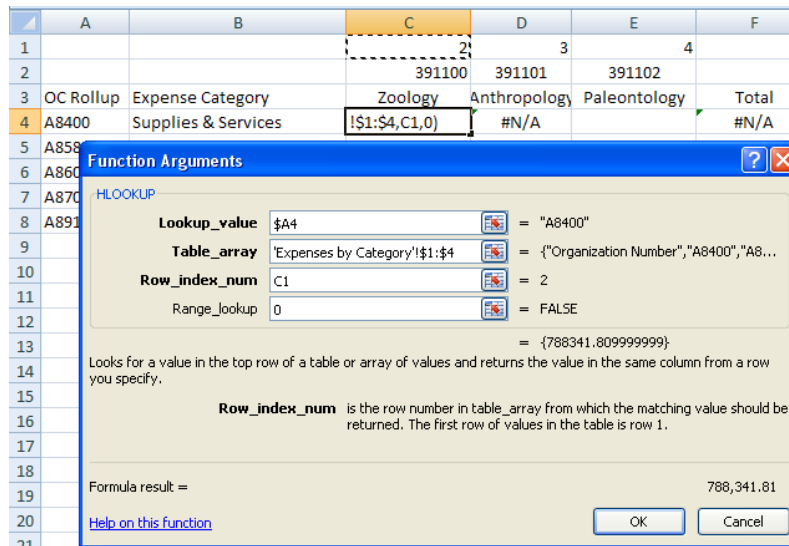 A B C D E F
1 2 3 4
2 391100 391101 391102
3 OC Rollup Expense Category Zoology Anthropology Paleontology Total
4 A8400 Supplies & Services !$1:$4,C1,0) #N/A #N/A
5 A858
6 A860
7 A870
8 A891
9
10
11
12
13
14
15
16
17
18
19
20
21
Function Arguments
HLOOKUP
Lookup_value $A4 = "A8400"
Table_array 'Expenses by Category'!$1:$4 = {"Organization Number","A8400","A8...
Row_index_num C1 = 2
Range_lookup 0 = FALSE
= {788341.809999999}
Looks for a value in the top row of a table or array of values and returns the value in the same column from a row
you specify.
Row_index_num is the row number in table_array from which the matching value should be
returned. The first row of values in the table is row 1.
Formula result = 788,341.81
Help on this function OK Cancel